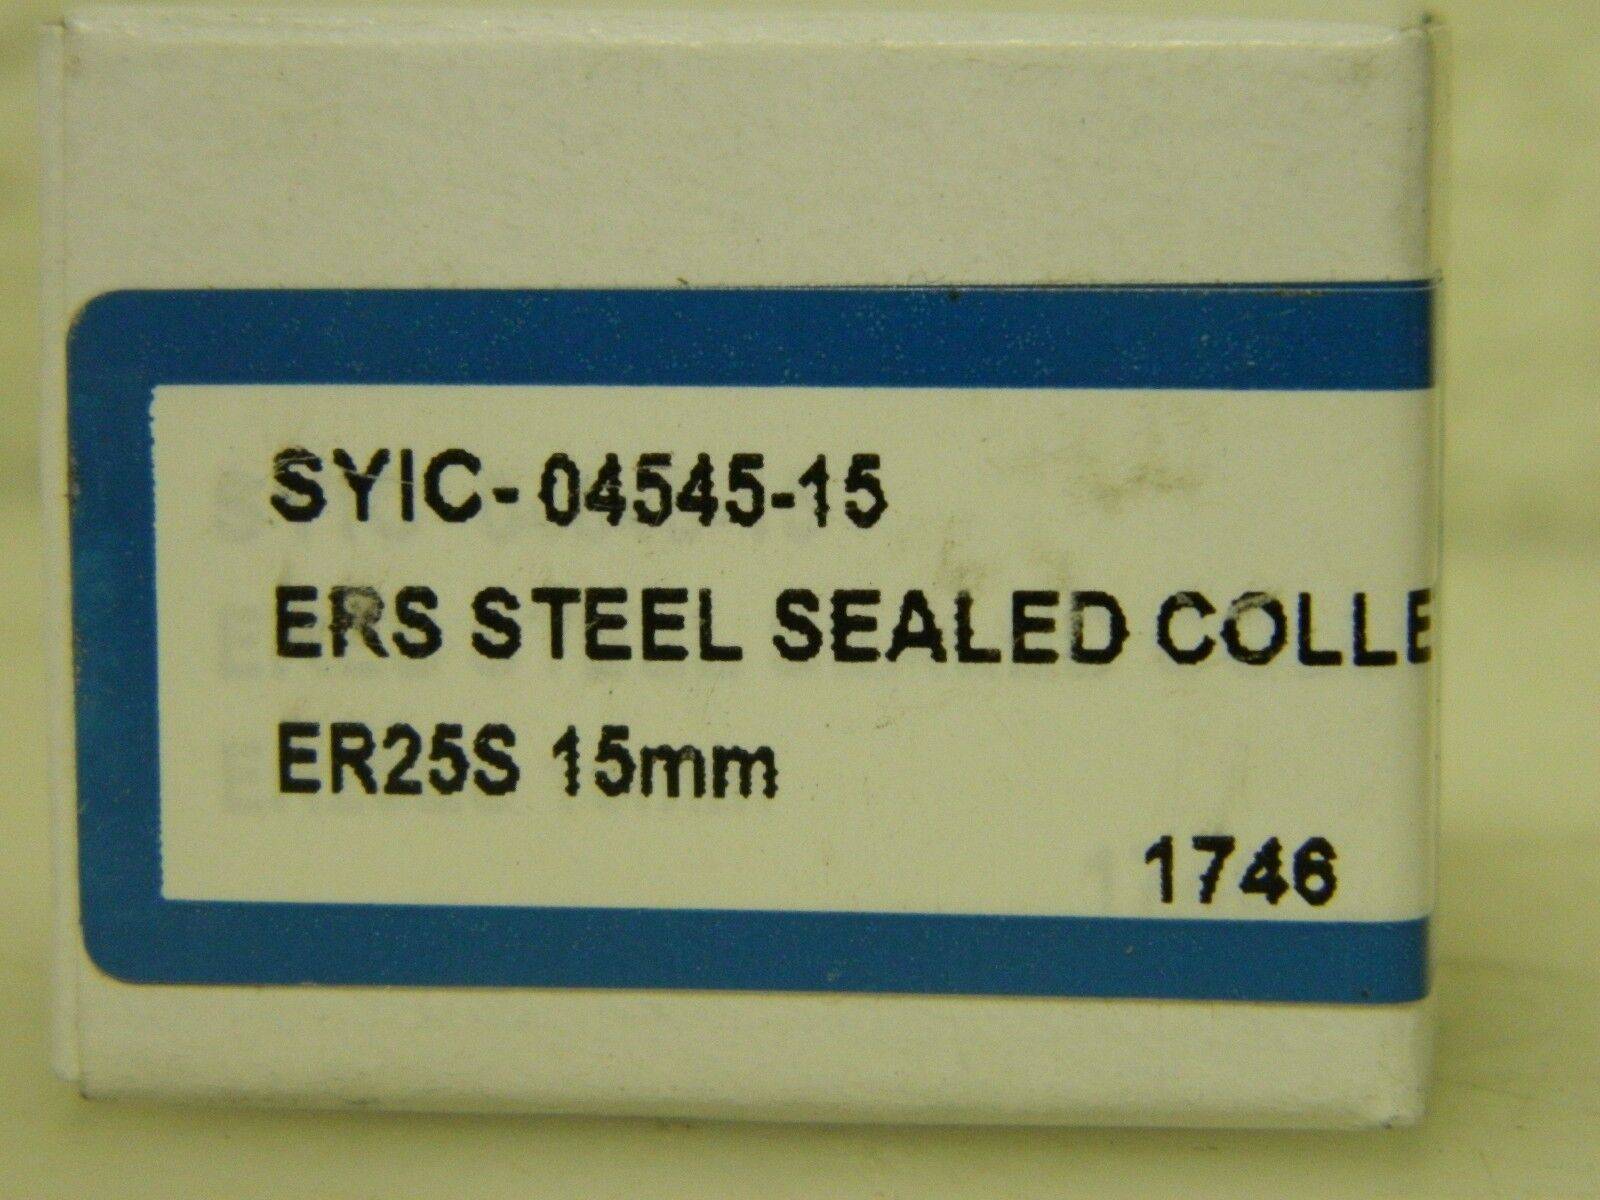 SYIC-04545-15
ERS STEEL SEALED COLLE
ER25S 15mm
1746